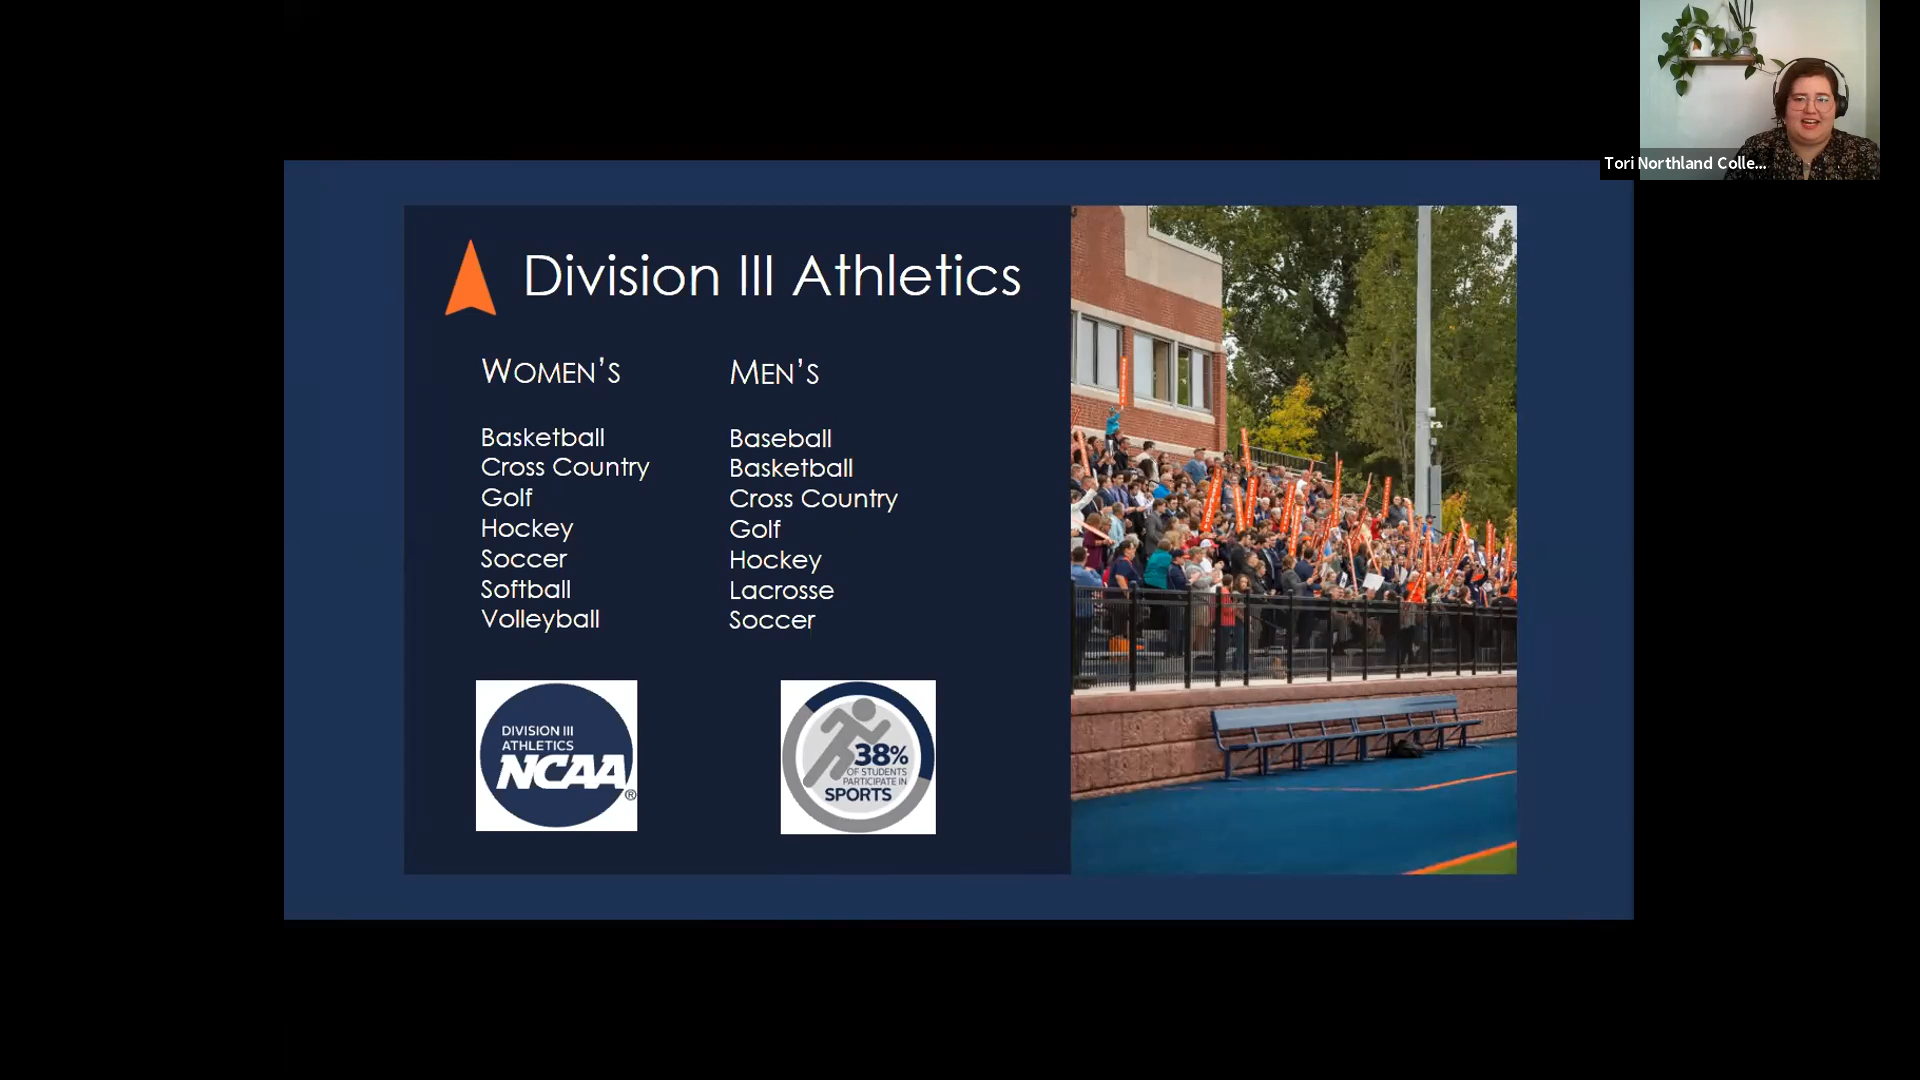 Tori Northland Colle...
Division III Athletics
WOMEN'S
Basketball
Cross Country
Golf
Hockey
Soccer
Softball
Volleyball
MEN'S
Baseball
Basketball
Cross Country
Golf
Hockey
Lacrosse
Soccer
DIVISION III
ATHLETICS
NCAA®
38%
OF STUDENTS
PARTICIPATE IN
SPORTS